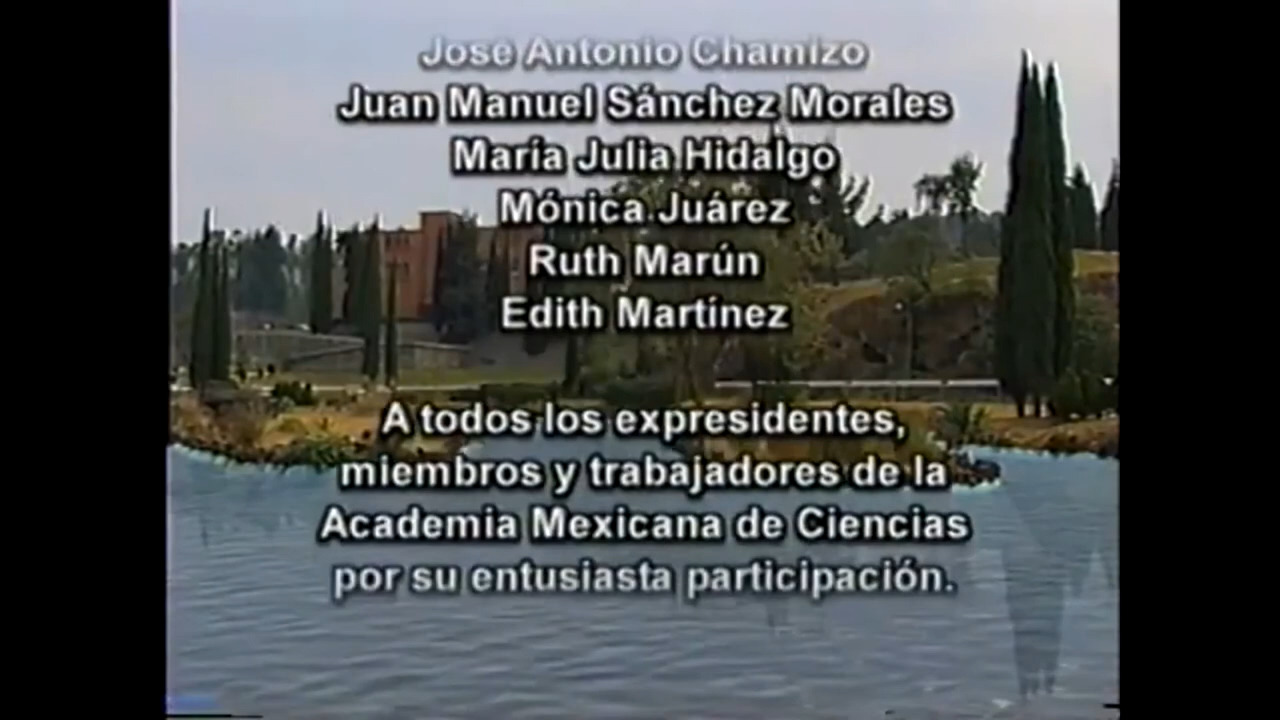 José Antonio Chamizo
Juan Manuel Sánchez Morales
María Julia Hidalgo
Mónica Juárez
Ruth Marún
Edith Martínez
A todos los expresidentes,
miembros y trabajadores de la
Academia Mexicana de Ciencias
por su entusiasta participación.